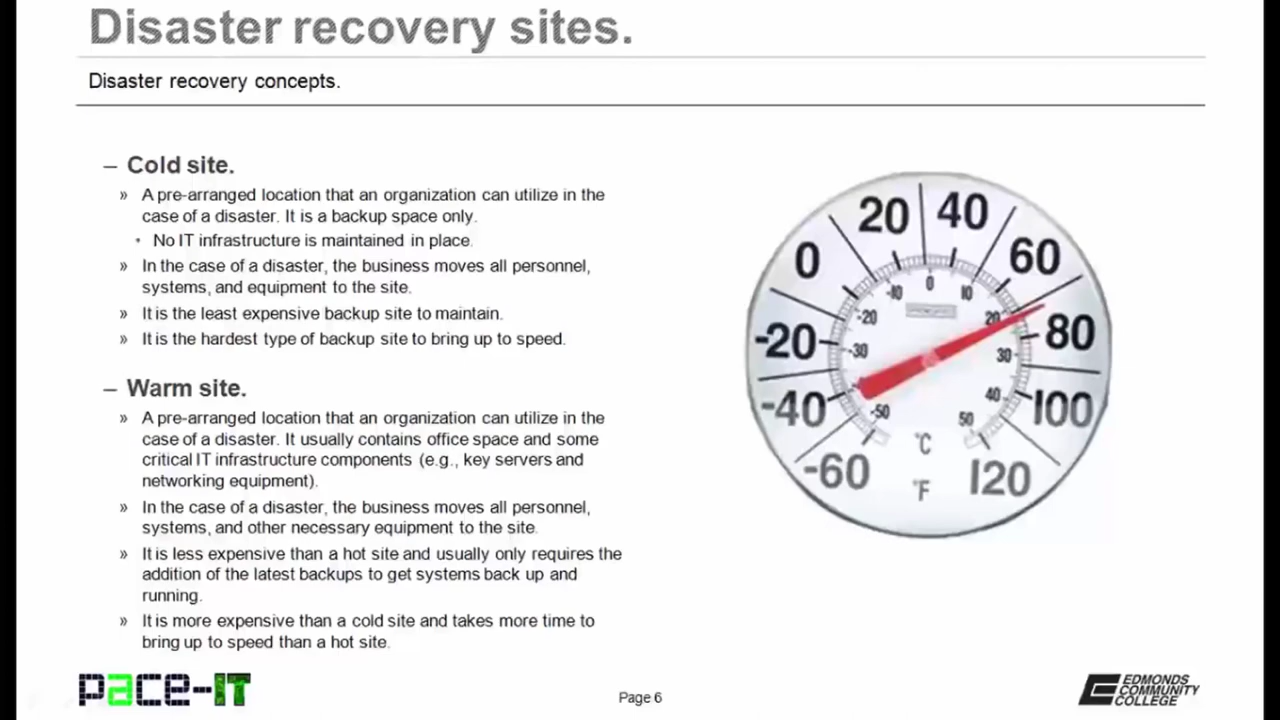 Disaster recovery sites.
Disaster recovery concepts.
– Cold site.
» A pre-arranged location that an organization can utilize in the
case of a disaster. It is a backup space only.
• No IT infrastructure is maintained in place.
» In the case of a disaster, the business moves all personnel,
systems, and equipment to the site.
» It is the least expensive backup site to maintain.
» It is the hardest type of backup site to bring up to speed.
– Warm site.
» A pre-arranged location that an organization can utilize in the
case of a disaster. It usually contains office space and some
critical IT infrastructure components (e.g., key servers and
networking equipment).
» In the case of a disaster, the business moves all personnel,
systems, and other necessary equipment to the site.
» It is less expensive than a hot site and usually only requires the
addition of the latest backups to get systems back up and
running.
» It is more expensive than a cold site and takes more time to
bring up to speed than a hot site.
-60
-40
-20
0
20
40
60
80
100
120
-50
-30
-20
-10
0
10
20
30
40
50
°C
°F
pace-IT
Page 6
EDMONDS
COMMUNITY
COLLEGE